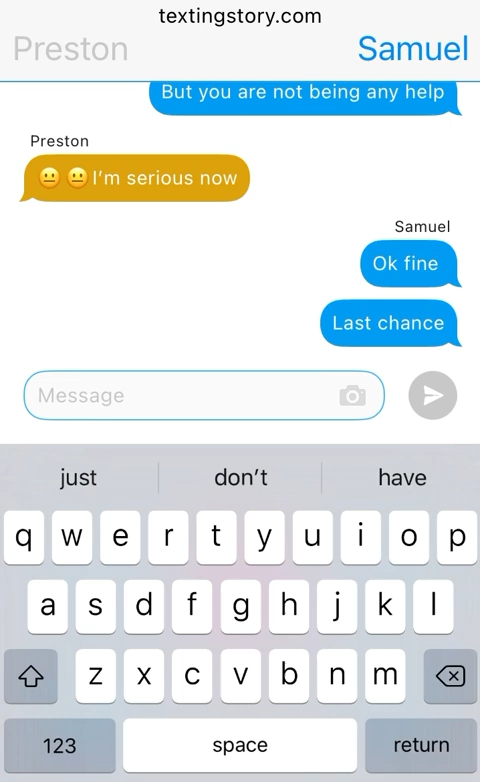 textingstory.com
Preston Samuel
But you are not being any help
Preston
😐 😐 I'm serious now
Samuel
Ok fine
Last chance
Message
just don't have
q w e r t y u i o p
a s d f g h j k l
z x c v b n m
123 space return